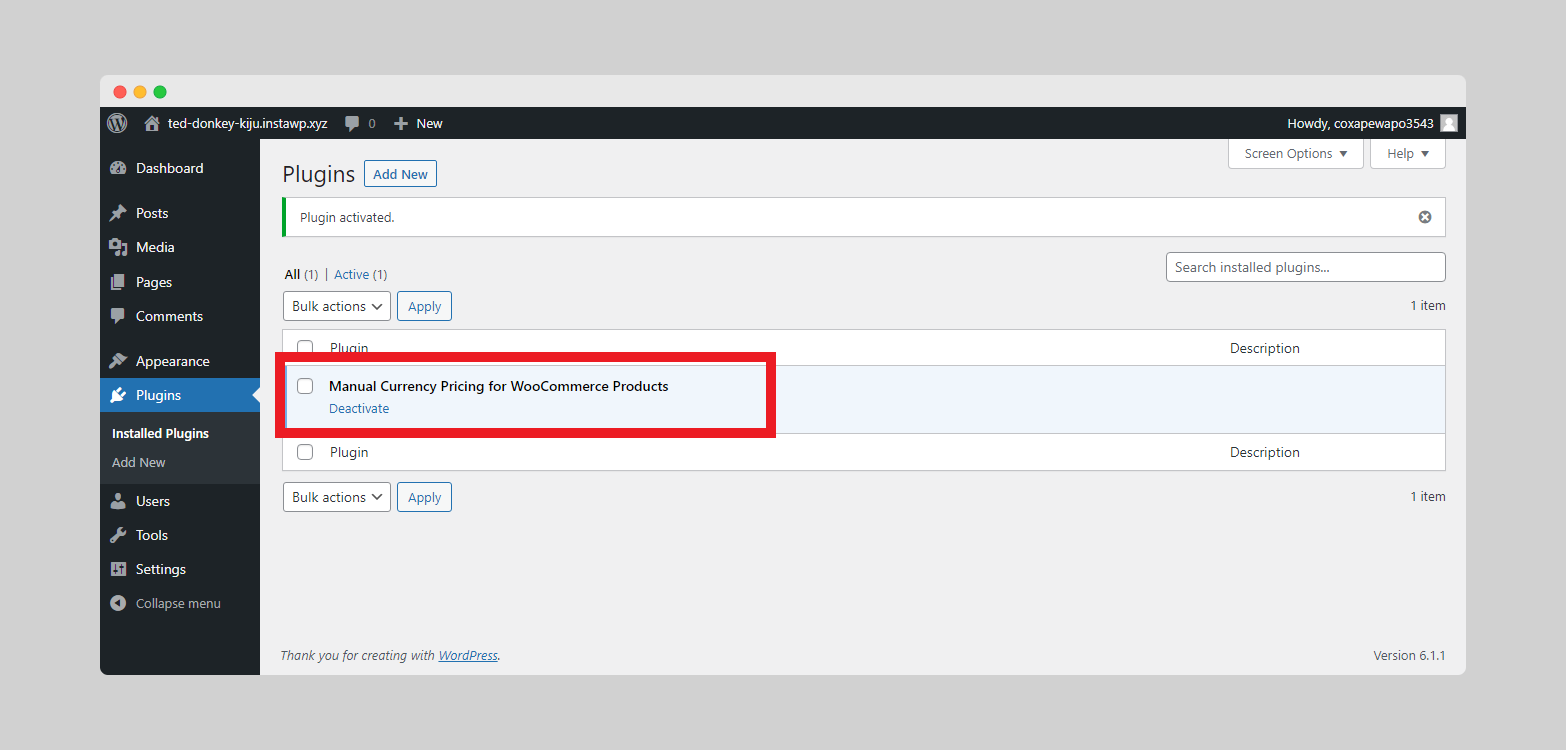 ted-donkey-kiju.instawp.xyz 0 New Howdy, coxapewapo3543
Screen Options Help
Dashboard
Posts
Media
Pages
Comments
Appearance
Plugins
Installed Plugins
Add New
Users
Tools
Settings
Collapse menu
Plugins Add New
Plugin activated.
All (1) | Active (1)
Search installed plugins...
Bulk actions Apply 1 item
Plugin Description
Manual Currency Pricing for WooCommerce Products
Deactivate
Plugin Description
Bulk actions Apply 1 item
Thank you for creating with WordPress. Version 6.1.1